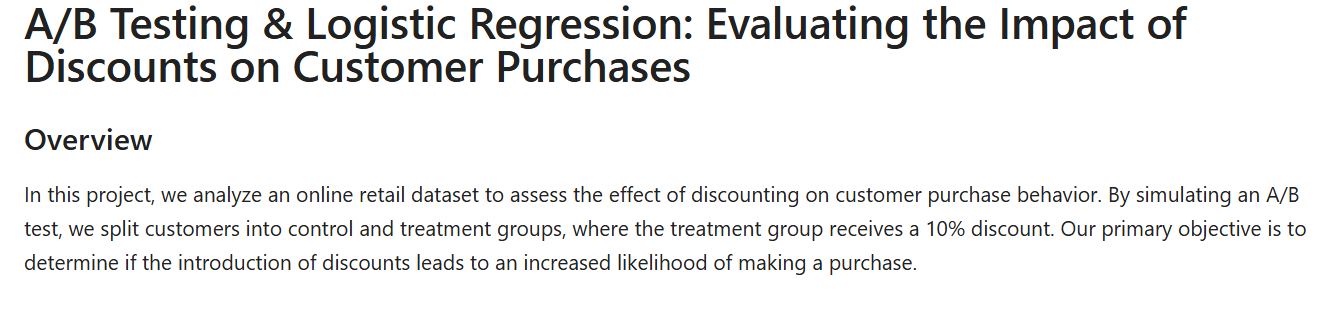 A/B Testing & Logistic Regression: Evaluating the Impact of
Discounts on Customer Purchases
Overview
In this project, we analyze an online retail dataset to assess the effect of discounting on customer purchase behavior. By simulating an A/B
test, we split customers into control and treatment groups, where the treatment group receives a 10% discount. Our primary objective is to
determine if the introduction of discounts leads to an increased likelihood of making a purchase.